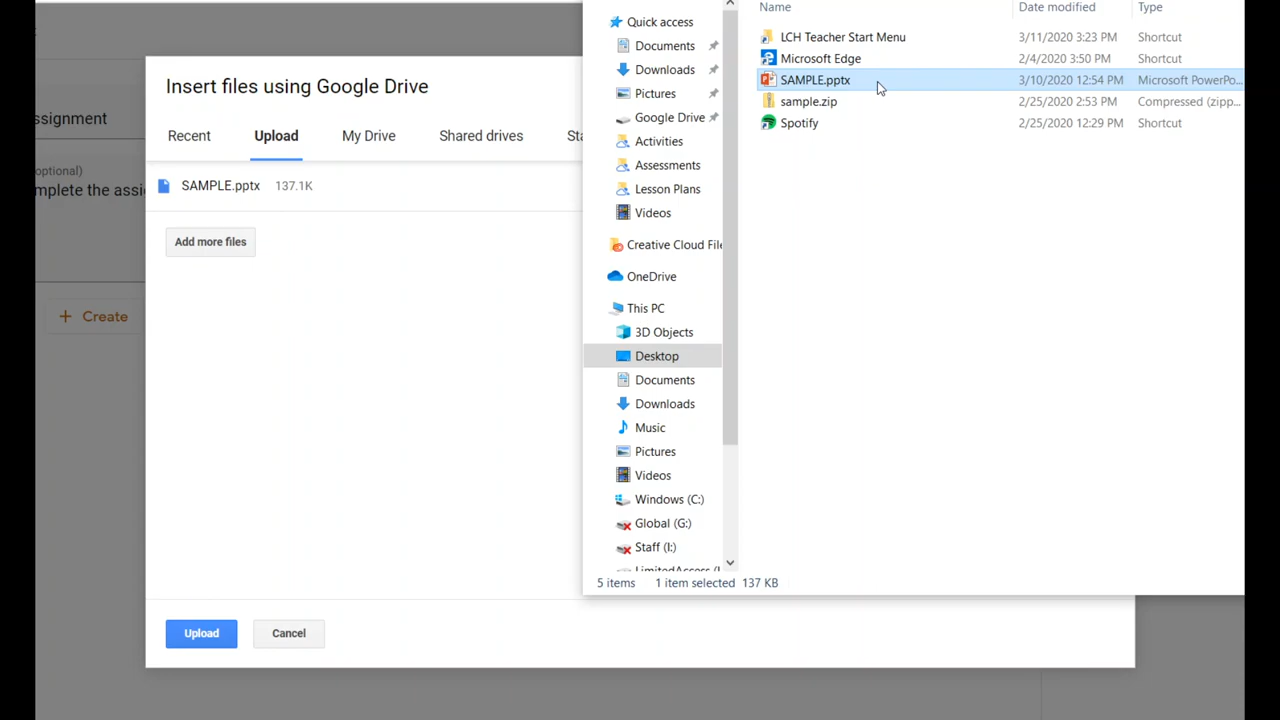 ssignment
optional)
mplete the assi
+ Create
Insert files using Google Drive
Recent Upload My Drive Shared drives Sta
SAMPLE.pptx 137.1K
Add more files
Upload Cancel
Quick access
Documents
Downloads
Pictures
Google Drive
Activities
Assessments
Lesson Plans
Videos
Creative Cloud File
OneDrive
This PC
3D Objects
Desktop
Documents
Downloads
Music
Pictures
Videos
Windows (C:)
Global (G:)
Staff (I:)
LimitedAccess (L
Name Date modified Type
LCH Teacher Start Menu 3/11/2020 3:23 PM Shortcut
Microsoft Edge 2/4/2020 3:50 PM Shortcut
SAMPLE.pptx 3/10/2020 12:54 PM Microsoft PowerPo...
sample.zip 2/25/2020 2:53 PM Compressed (zipp...
Spotify 2/25/2020 12:29 PM Shortcut
5 items 1 item selected 137 KB